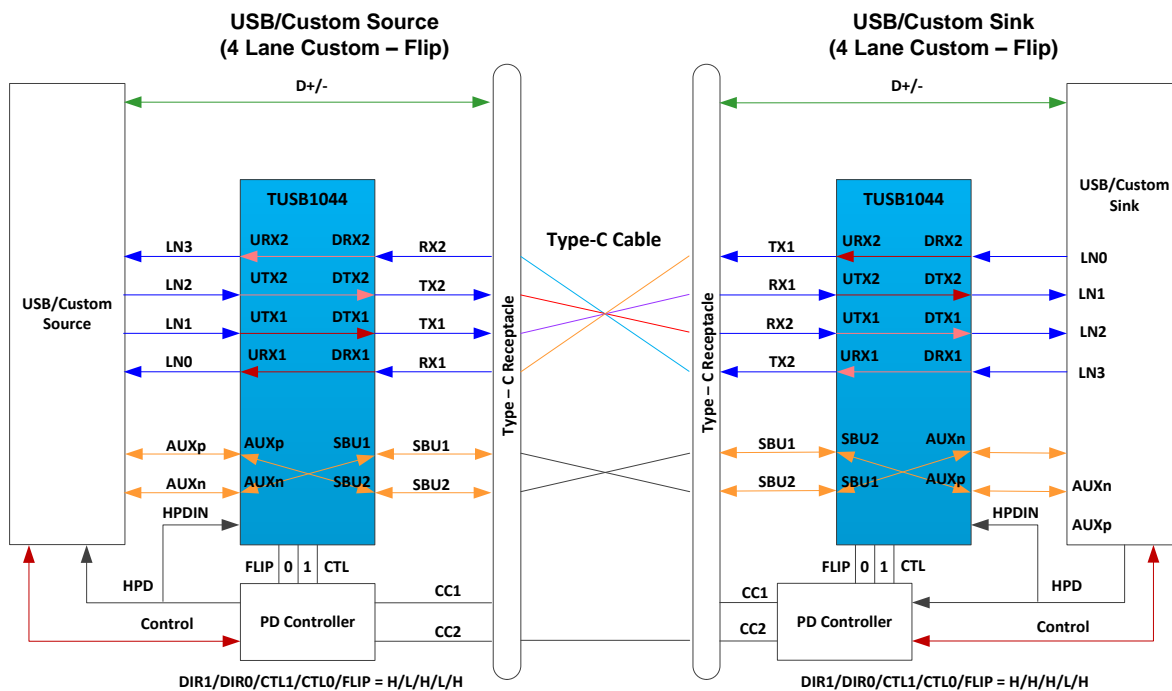 USB/Custom Source
(4 Lane Custom – Flip)
USB/Custom Sink
(4 Lane Custom – Flip)
D+/-
D+/-
TUSB1044
TUSB1044
USB/Custom
Sink
Type-C Cable
LN3
URX2
DRX2
RX2
TX1
URX2
DRX2
LN0
LN2
UTX2
DTX2
TX2
RX1
UTX2
DTX2
LN1
USB/Custom
Source
LN1
UTX1
DTX1
TX1
RX2
UTX1
DTX1
LN2
LN0
URX1
DRX1
RX1
TX2
URX1
DRX1
LN3
Type – C Receptacle
Type – C Receptacle
AUXp
AUXp
SBU1
SBU1
SBU1
SBU2
AUXn
AUXn
AUXn
SBU2
SBU2
SBU2
SBU1
AUXp
AUXn
HPDIN
HPDIN
AUXp
FLIP 0 1 CTL
FLIP 0 1 CTL
HPD
CC1
CC1
HPD
PD Controller
PD Controller
Control
CC2
CC2
Control
DIR1/DIR0/CTL1/CTL0/FLIP = H/L/H/L/H
DIR1/DIR0/CTL1/CTL0/FLIP = H/H/H/L/H